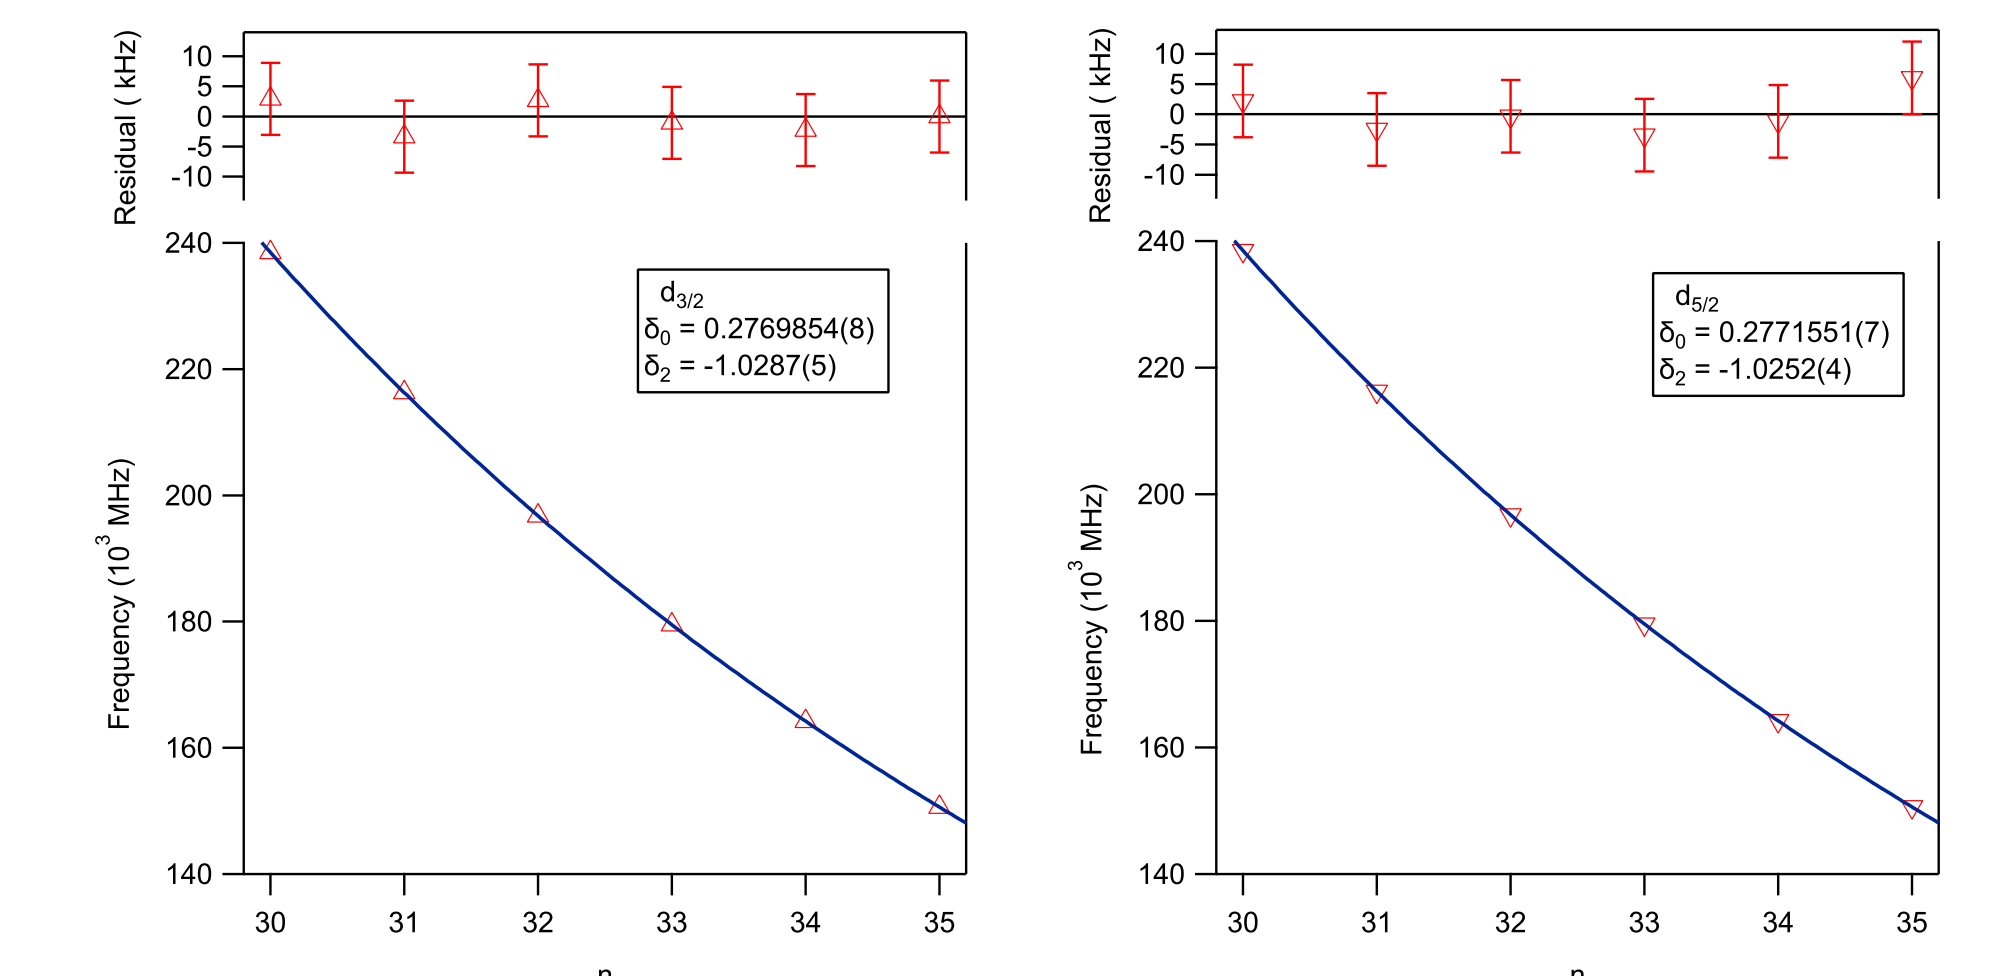 Residual ( kHz)
10
5
0
-5
-10
Frequency (10³ MHz)
240
220
200
180
160
140
d3/2
δ0 = 0.2769854(8)
δ2 = -1.0287(5)
30 31 32 33 34 35
n
Residual ( kHz)
10
5
0
-5
-10
Frequency (10³ MHz)
240
220
200
180
160
140
d5/2
δ0 = 0.2771551(7)
δ2 = -1.0252(4)
30 31 32 33 34 35
n